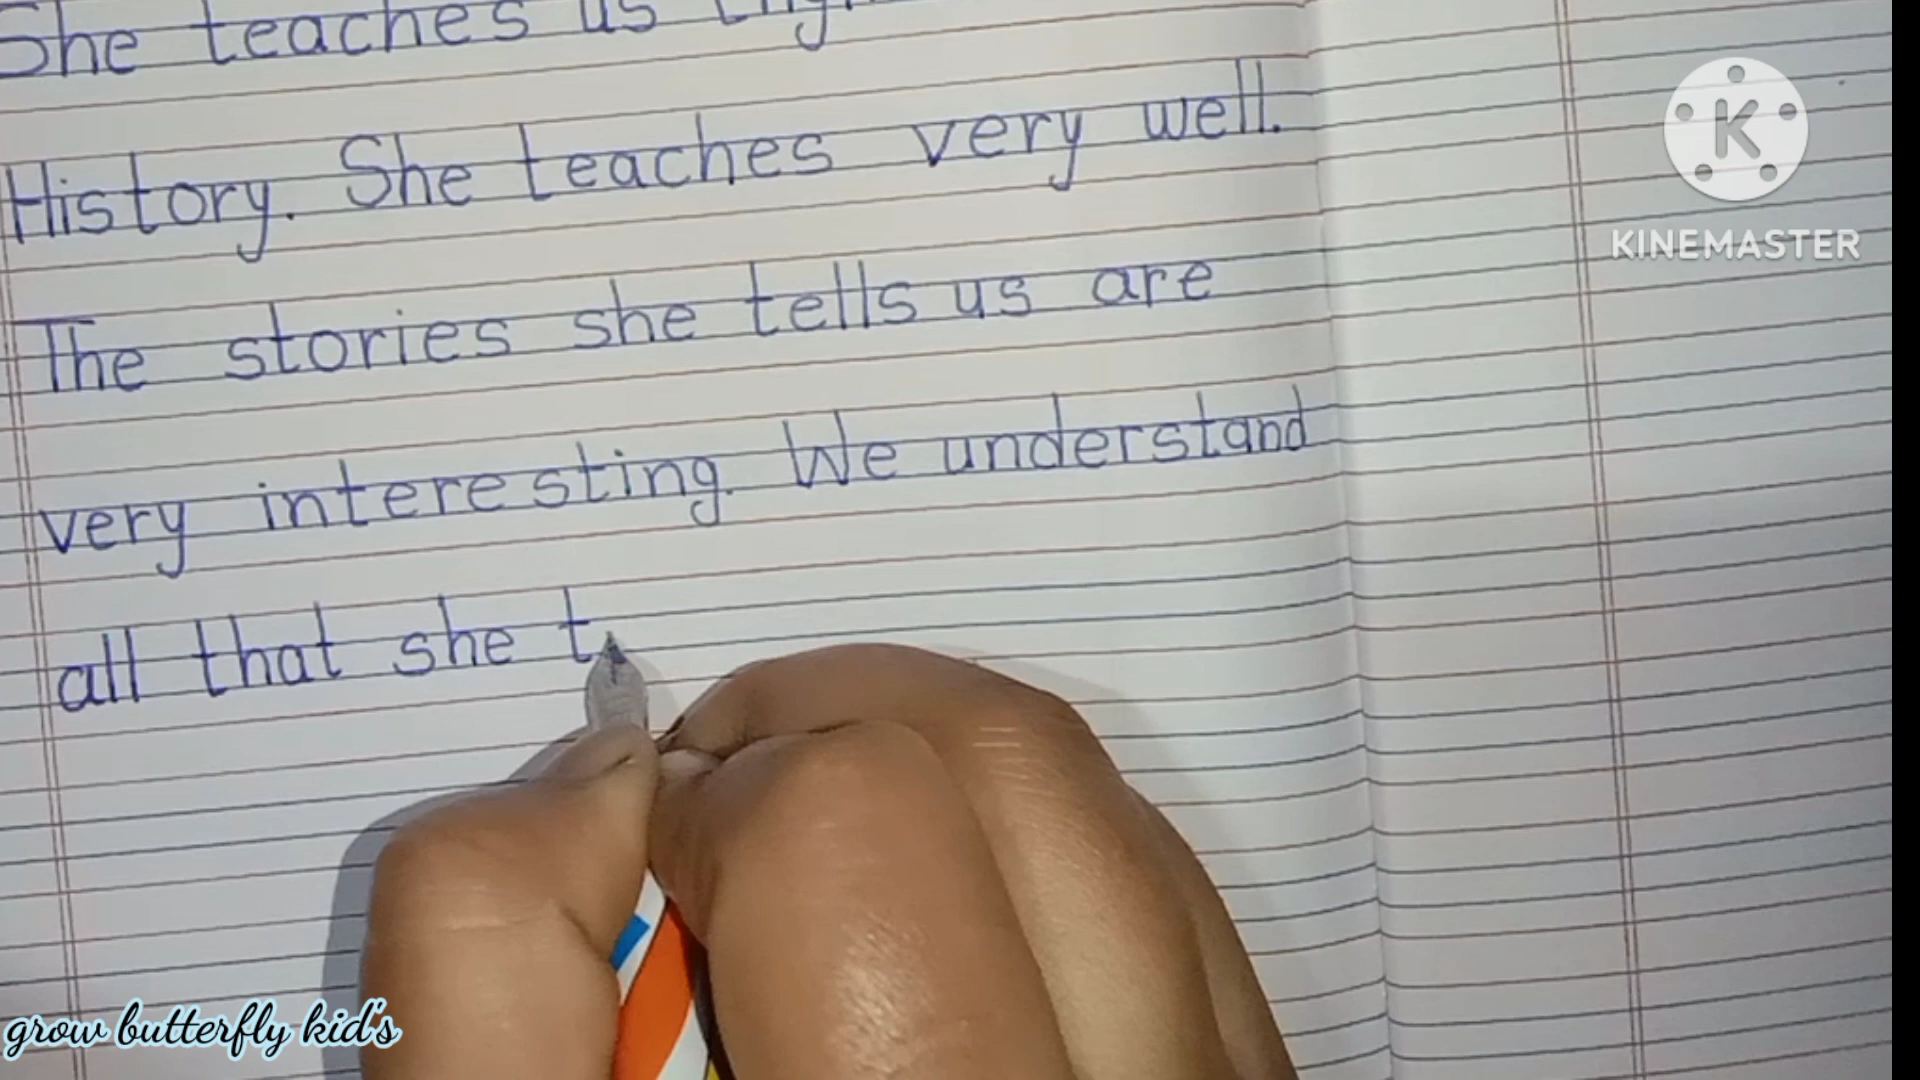 She teaches us
History. She teaches very well.
The stories she tells us are
very interesting. We understand
all that she t
KINEMASTER
grow butterfly kid's